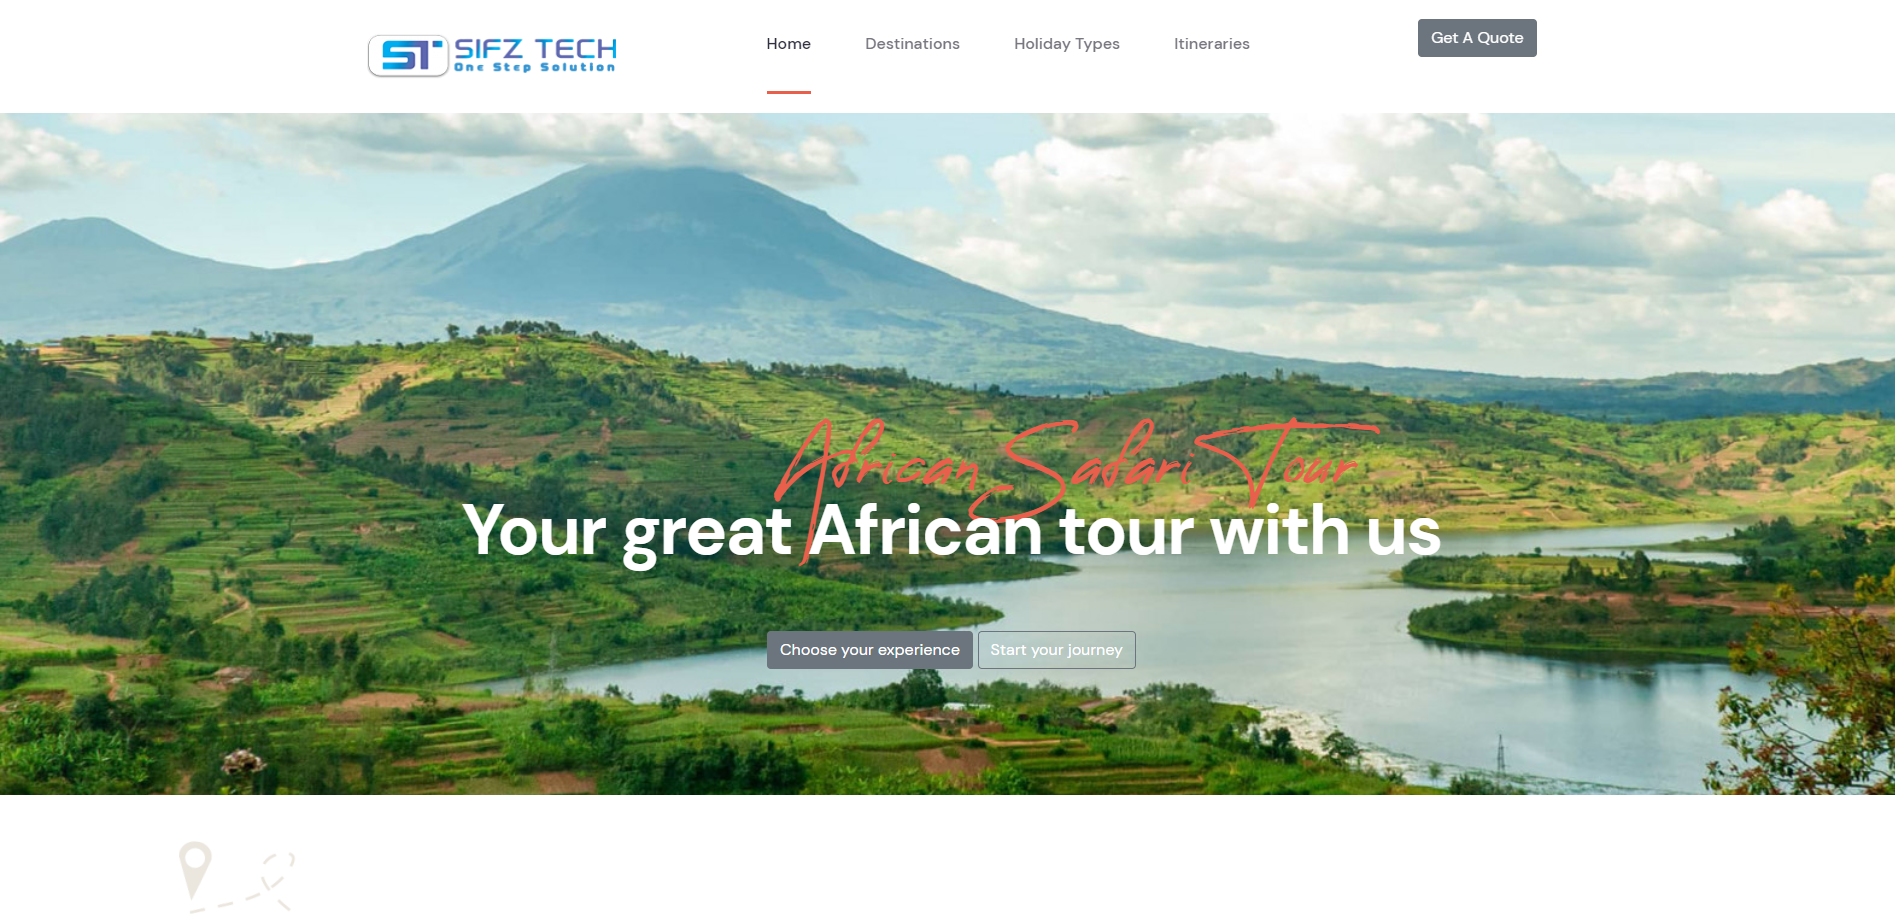 ST SIFZ TECH
One Step Solution
Home Destinations Holiday Types Itineraries Get A Quote
African Safari Tour
Your great African tour with us
Choose your experience Start your journey